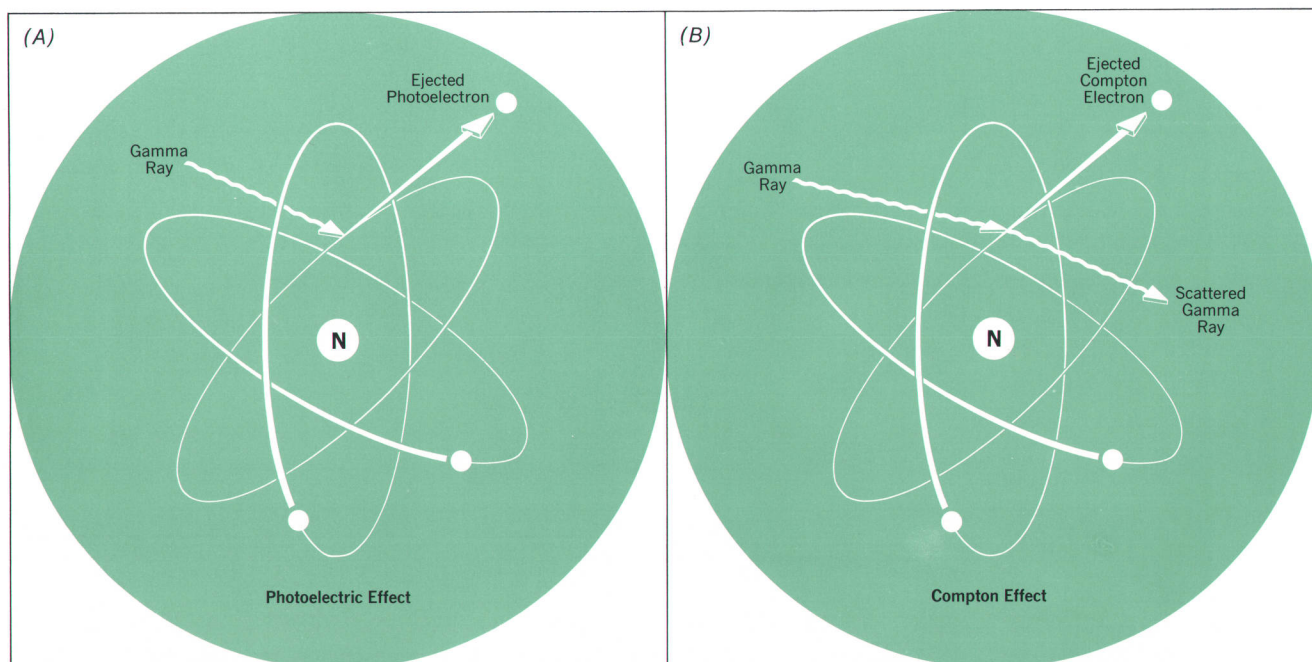 (A)
Ejected
Photoelectron
Gamma
Ray
N
Photoelectric Effect
(B)
Ejected
Compton
Electron
Gamma
Ray
Scattered
Gamma
Ray
N
Compton Effect